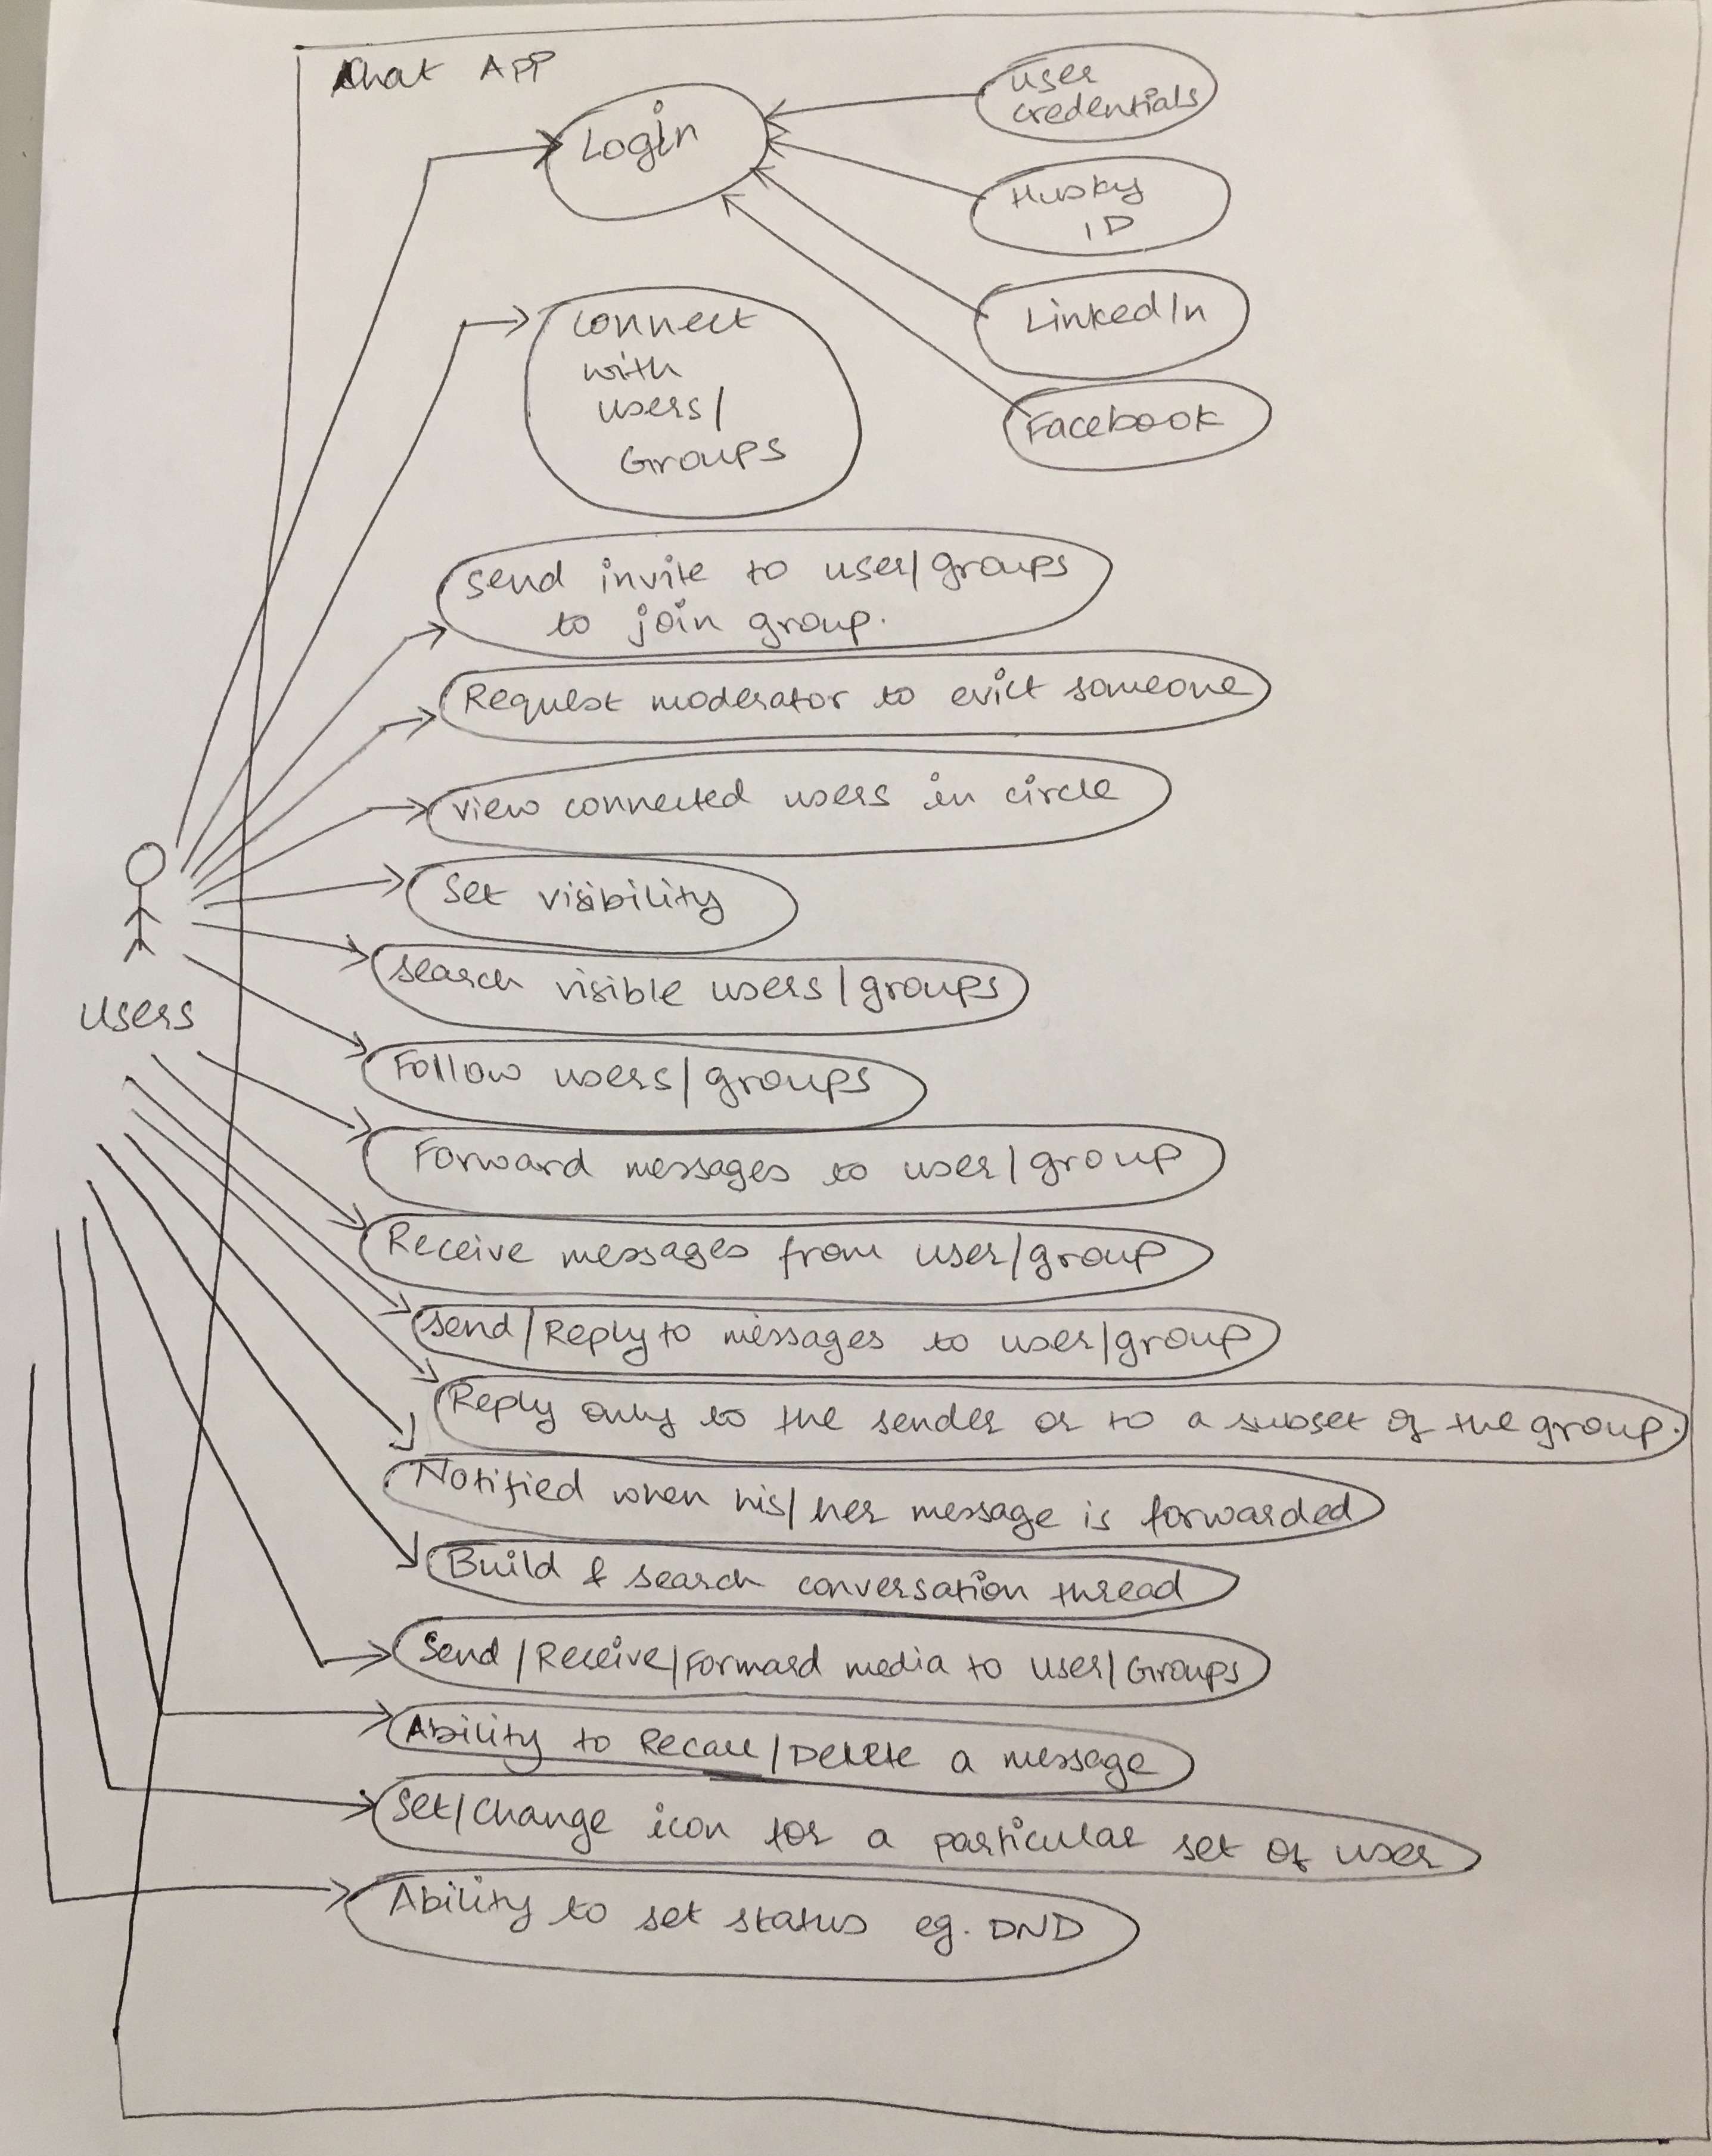 Chat APP
Login
user
credentials
Husky
ID
LinkedIn
Facebook
connect
with
users/
Groups
send invite to user/groups
to join group.
Request moderator to evict someone
view connected users in circle
Set visibility
search visible users/groups
users
Follow users/groups
Forward messages to user/group
Receive messages from user/group
send/Reply to messages to user/group
Reply only to the sender or to a subset of the group.
Notified when his/her message is forwarded
Build & search conversation thread
Send/Receive/Forward media to user/Groups
Ability to Recall/Delete a message
Set/Change icon for a particular set of user
Ability to set status eg. DND